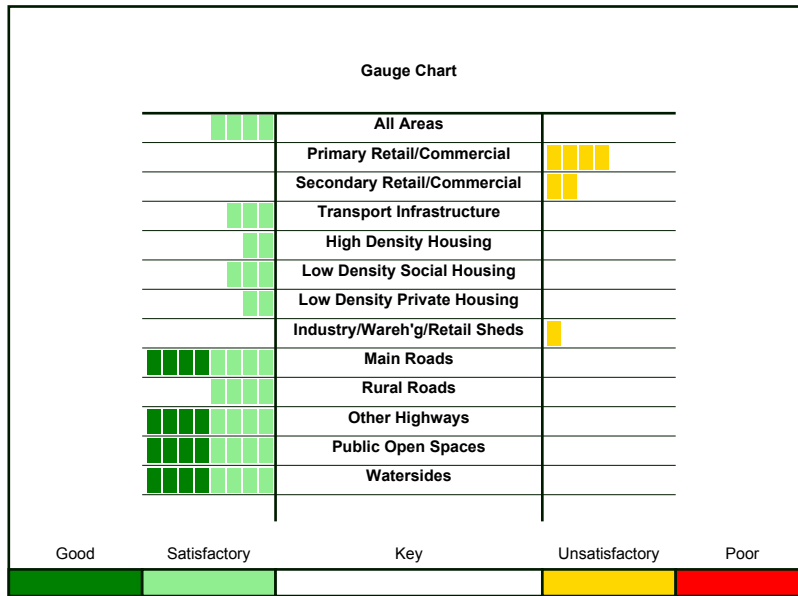 Gauge Chart
All Areas
Primary Retail/Commercial
Secondary Retail/Commercial
Transport Infrastructure
High Density Housing
Low Density Social Housing
Low Density Private Housing
Industry/Wareh'g/Retail Sheds
Main Roads
Rural Roads
Other Highways
Public Open Spaces
Watersides
Good Satisfactory Key Unsatisfactory Poor